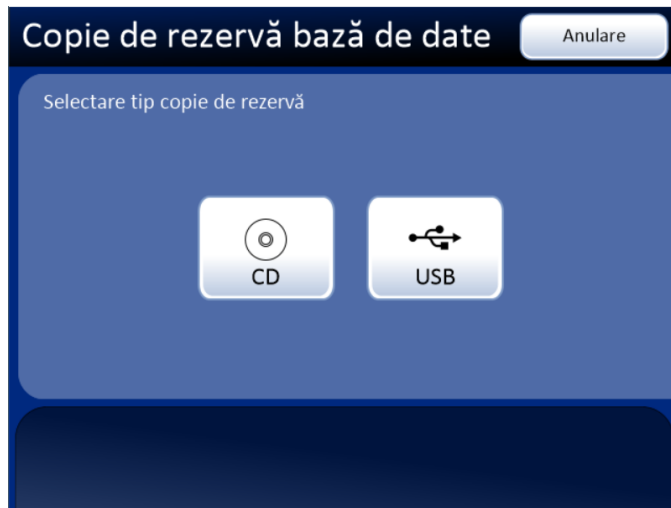 Copie de rezervă bază de date
Anulare
Selectare tip copie de rezervă
CD
USB